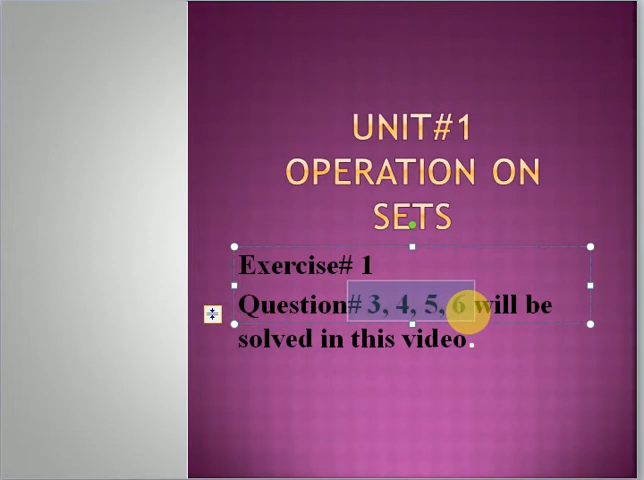 UNIT#1
OPERATION ON
SETS
Exercise# 1
Question# 3, 4, 5, 6 will be
solved in this video.